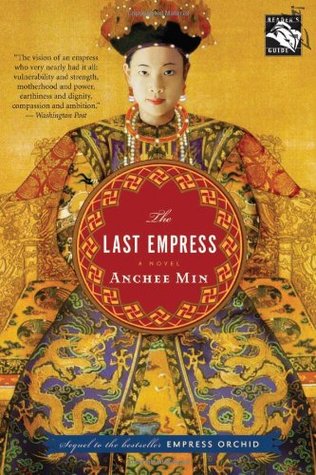 READER'S
GUIDE
"The vision of an empress
who very nearly had it all:
vulnerability and strength,
motherhood and power,
earthiness and dignity,
compassion and ambition."
— Washington Post
The
LAST EMPRESS
A NOVEL
ANCHEE MIN
Sequel to the bestseller EMPRESS ORCHID